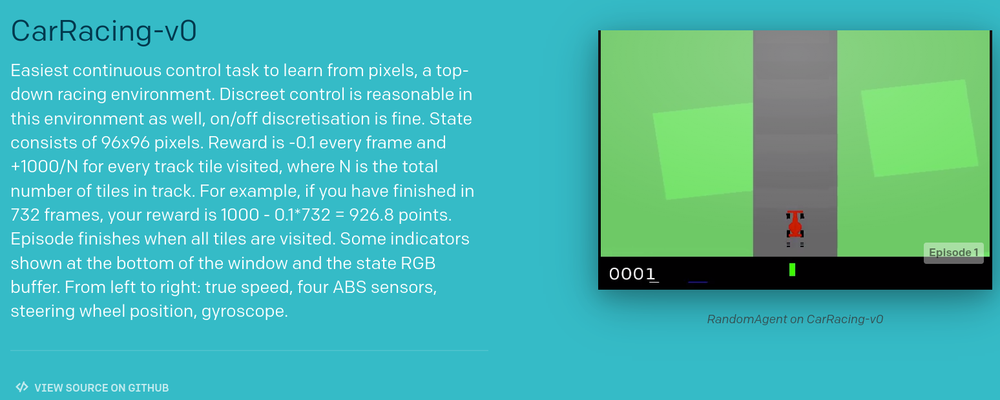 CarRacing-v0
Easiest continuous control task to learn from pixels, a top-
down racing environment. Discreet control is reasonable in
this environment as well, on/off discretisation is fine. State
consists of 96x96 pixels. Reward is -0.1 every frame and
+1000/N for every track tile visited, where N is the total
number of tiles in track. For example, if you have finished in
732 frames, your reward is 1000 - 0.1*732 = 926.8 points.
Episode finishes when all tiles are visited. Some indicators
shown at the bottom of the window and the state RGB
buffer. From left to right: true speed, four ABS sensors,
steering wheel position, gyroscope.
VIEW SOURCE ON GITHUB
Episode 1
0001
RandomAgent on CarRacing-v0